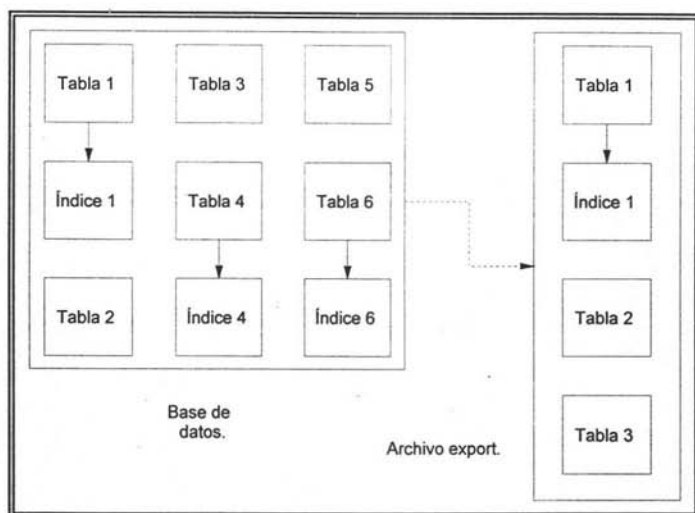 Tabla 1
Tabla 3
Tabla 5
Índice 1
Tabla 4
Tabla 6
Tabla 2
Índice 4
Índice 6
Base de
datos.
Tabla 1
Índice 1
Tabla 2
Tabla 3
Archivo export.